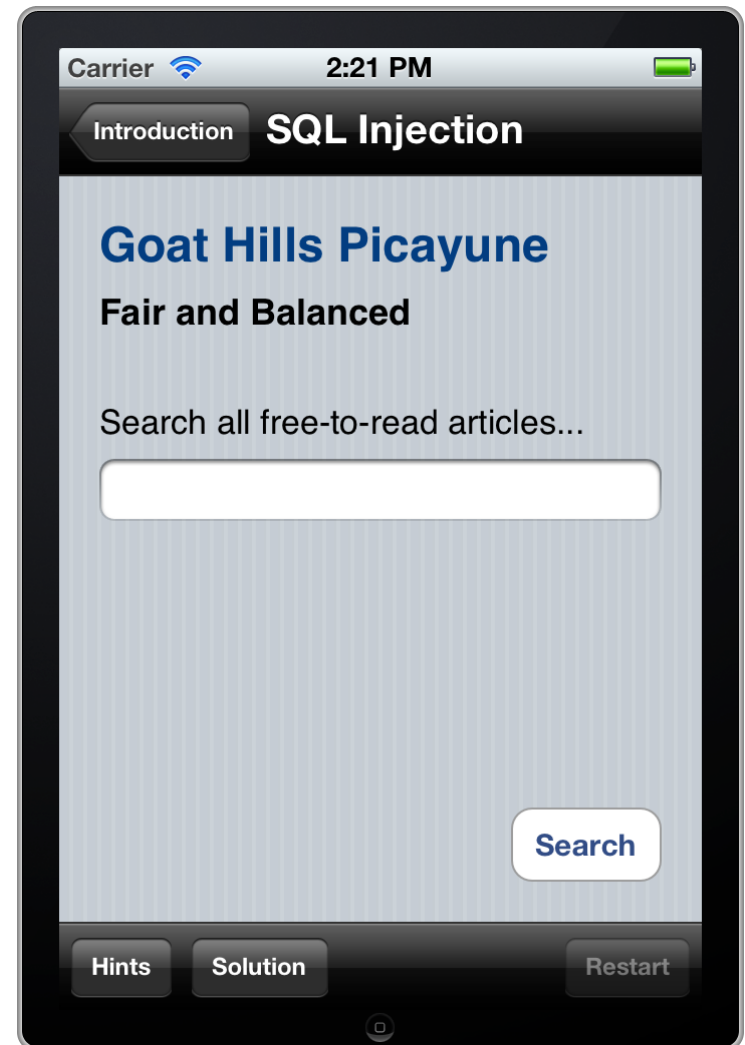 Carrier 2:21 PM
Introduction SQL Injection
Goat Hills Picayune
Fair and Balanced
Search all free-to-read articles...
Search
Hints Solution Restart